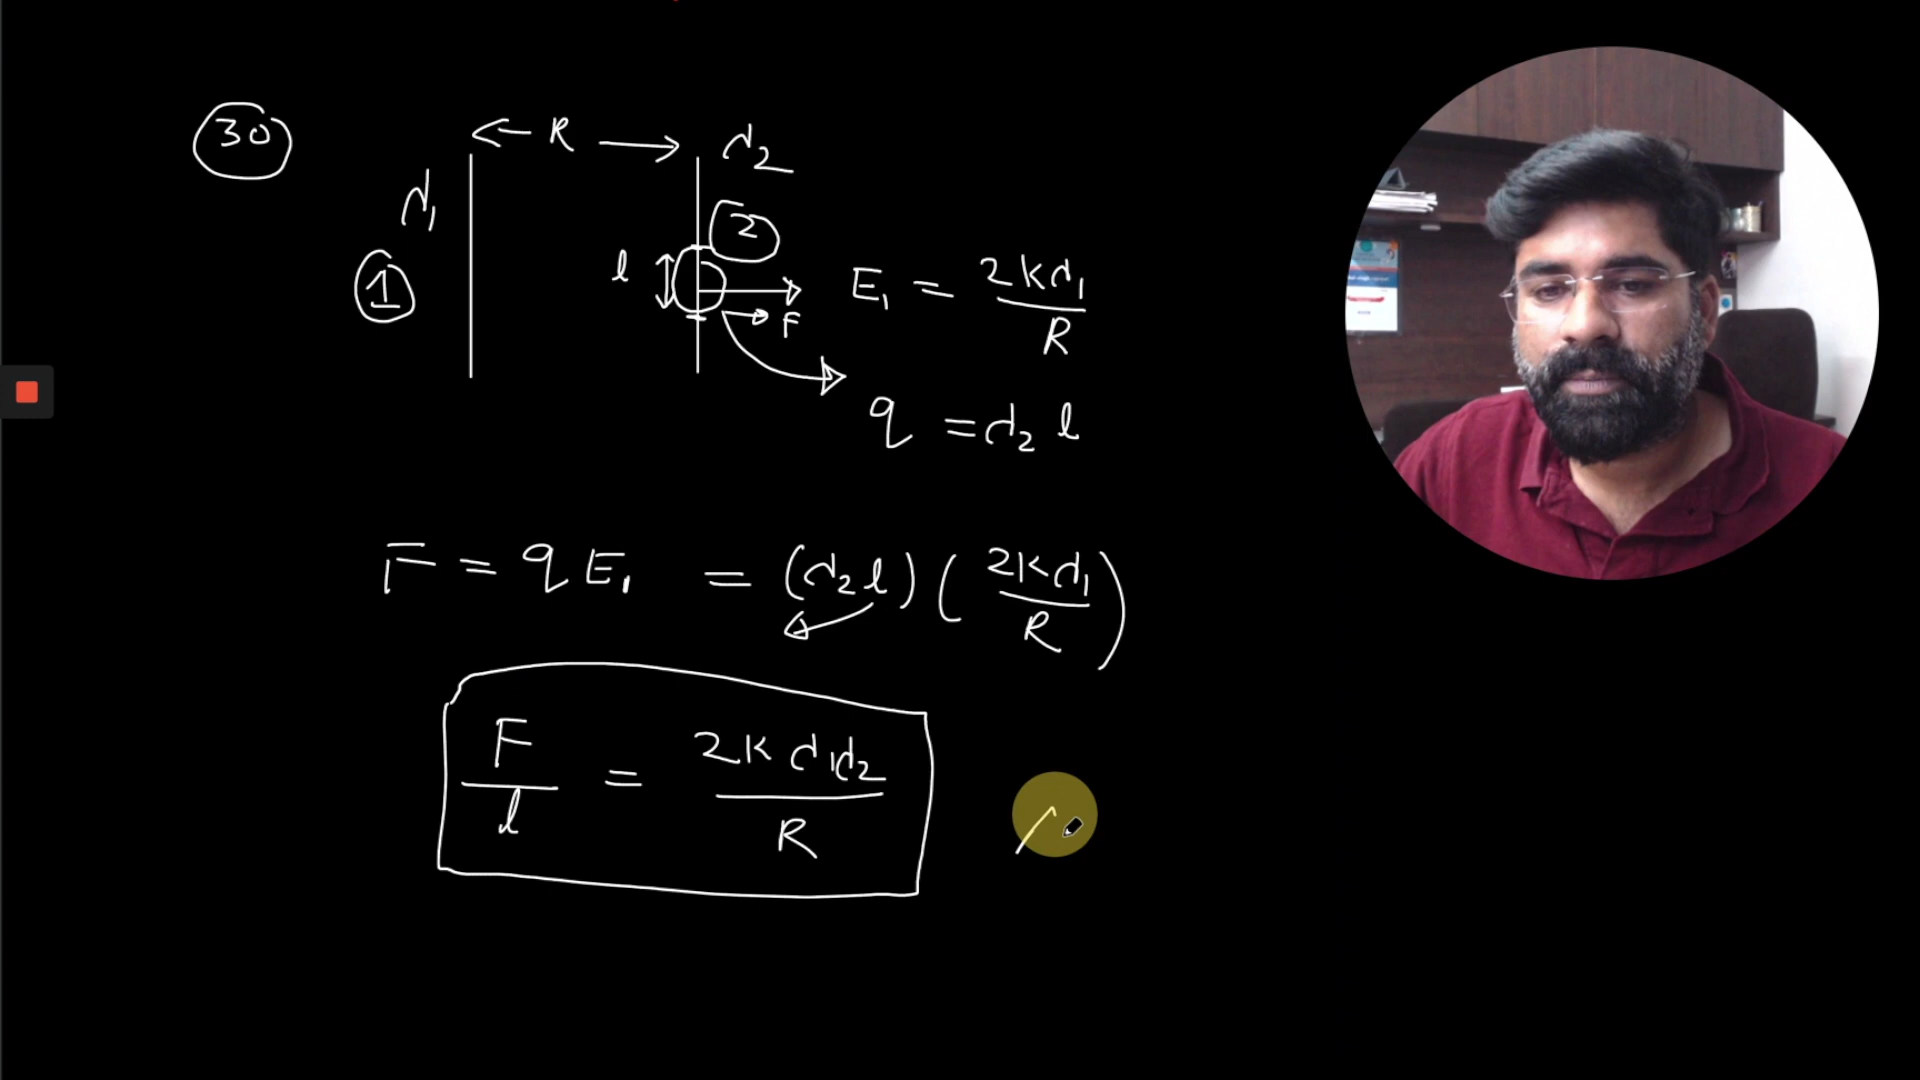 30
← R →
λ2
λ1
2
1
l
F
E1 = 2Kλ1 / R
q = λ2 l
F = q E1 = (λ2 l) (2Kλ1 / R)
F / l = 2K λ1λ2 / R